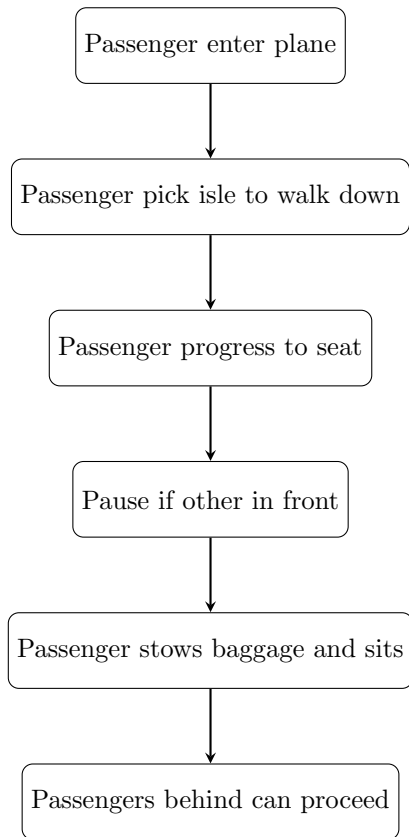 Passenger enter plane
Passenger pick isle to walk down
Passenger progress to seat
Pause if other in front
Passenger stows baggage and sits
Passengers behind can proceed